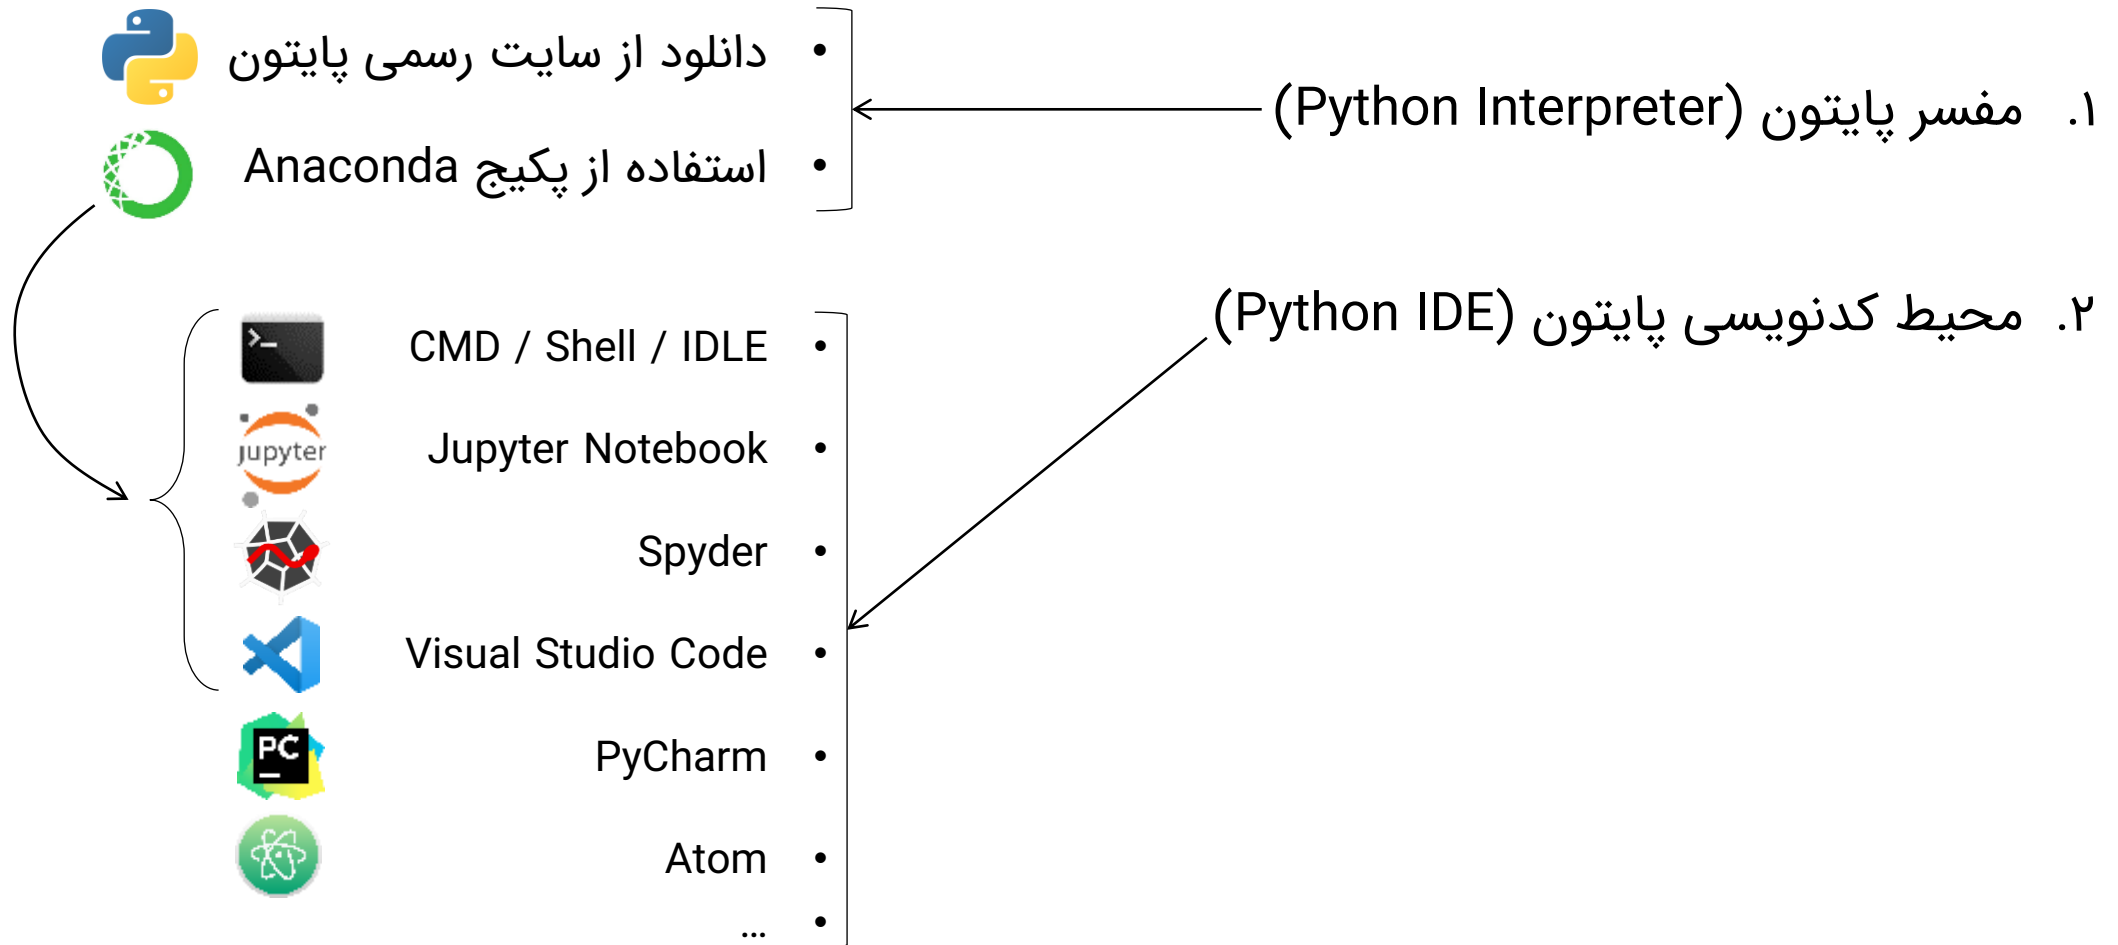 ۱. مفسر پایتون (Python Interpreter)
• دانلود از سایت رسمی پایتون
• استفاده از پکیج Anaconda
۲. محیط کدنویسی پایتون (Python IDE)
• CMD / Shell / IDLE
>_
• Jupyter Notebook
jupyter
• Spyder
• Visual Studio Code
• PyCharm
PC
• Atom
• ...